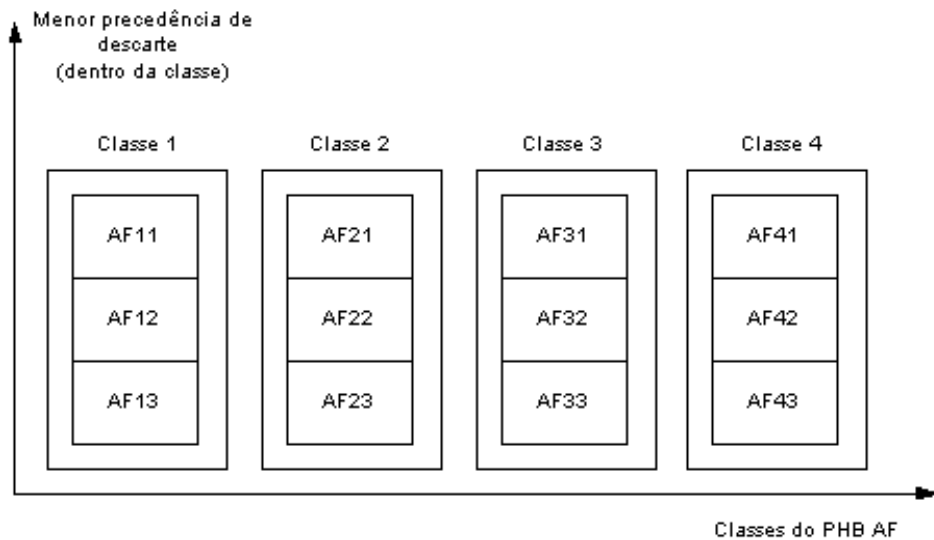 Menor precedência de
descarte
(dentro da classe)
Classe 1
Classe 2
Classe 3
Classe 4
AF11
AF21
AF31
AF41
AF12
AF22
AF32
AF42
AF13
AF23
AF33
AF43
Classes do PHB AF